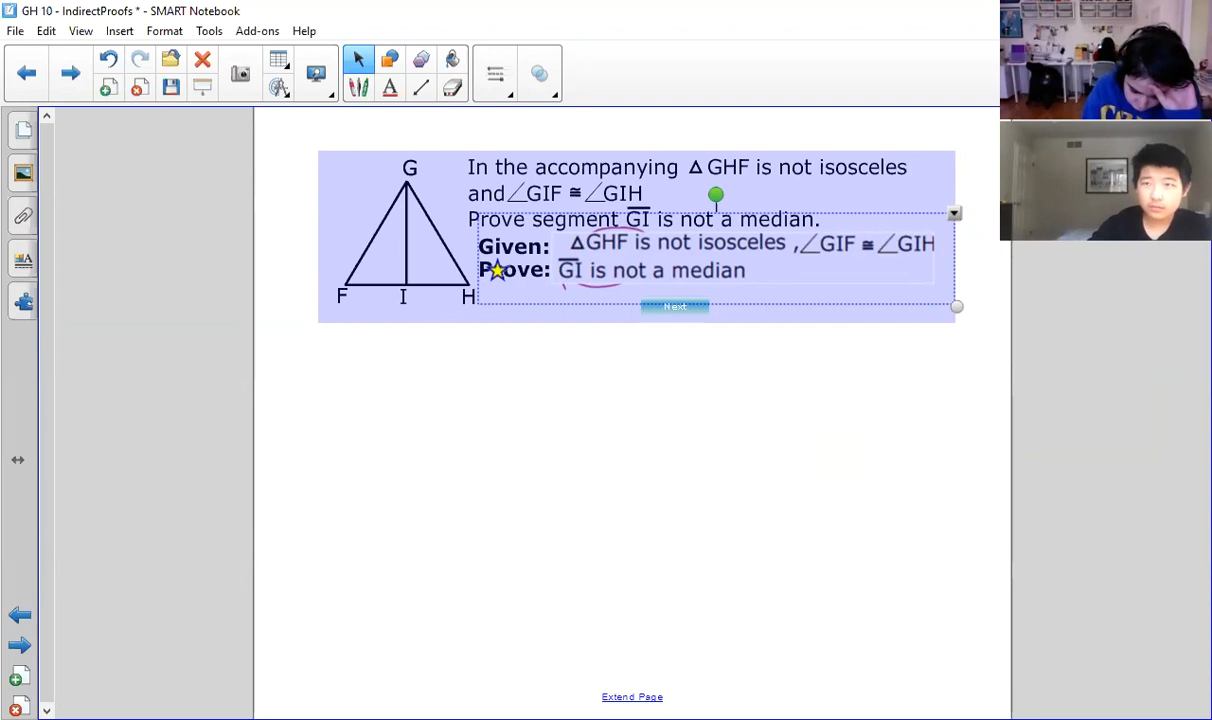 GH 10 - IndirectProofs * - SMART Notebook
File Edit View Insert Format Tools Add-ons Help
G
In the accompanying △ GHF is not isosceles
and∠GIF ≅ ∠GIH
Prove segment G̅I̅ is not a median.
Given: △GHF is not isosceles ,∠GIF ≅ ∠GIH
Prove: G̅I̅ is not a median
F I H
Next
Extend Page